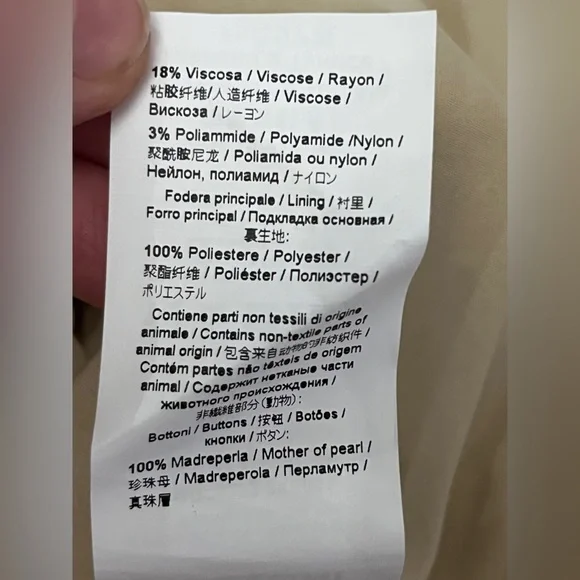 18% Viscosa / Viscose / Rayon /
粘胶纤维/人造纤维 / Viscose /
Вискоза / レーヨン
3% Poliammide / Polyamide /Nylon /
聚酰胺尼龙 / Poliamida ou nylon /
Нейлон, полиамид / ナイロン
Fodera principale / Lining / 衬里 /
Forro principal / Подкладка основная /
裏生地:
100% Poliestere / Polyester /
聚酯纤维 / Poliéster / Полиэстер /
ポリエステル
Contiene parti non tessili di origine
animale / Contains non-textile parts of
animal origin / 包含来自动物的非纺织件 /
Contém partes não têxteis de origem
animal / Содержит нетканые части
животного происхождения /
非繊維部分(動物):
Bottoni / Buttons / 按钮 / Botões /
кнопки / ボタン:
100% Madreperla / Mother of pearl /
珍珠母 / Madreperola / Перламутр /
真珠層